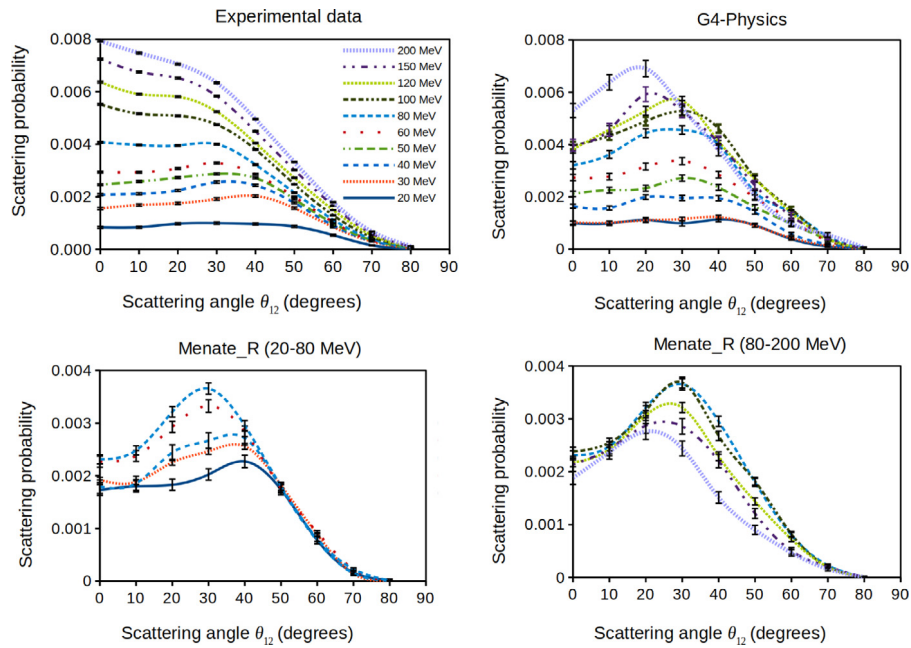 Experimental data
0.008
0.006
0.004
0.002
0.000
Scattering probability
200 MeV
150 MeV
120 MeV
100 MeV
80 MeV
60 MeV
50 MeV
40 MeV
30 MeV
20 MeV
0 10 20 30 40 50 60 70 80 90
Scattering angle θ12 (degrees)
G4-Physics
0.008
0.006
0.004
0.002
0
Scattering probability
0 10 20 30 40 50 60 70 80 90
Scattering angle θ12 (degrees)
Menate_R (20-80 MeV)
0.004
0.003
0.002
0.001
0
Scattering probability
0 10 20 30 40 50 60 70 80 90
Scattering angle θ12 (degrees)
Menate_R (80-200 MeV)
0.004
0.003
0.002
0.001
0
Scattering probability
0 10 20 30 40 50 60 70 80 90
Scattering angle θ12 (degrees)